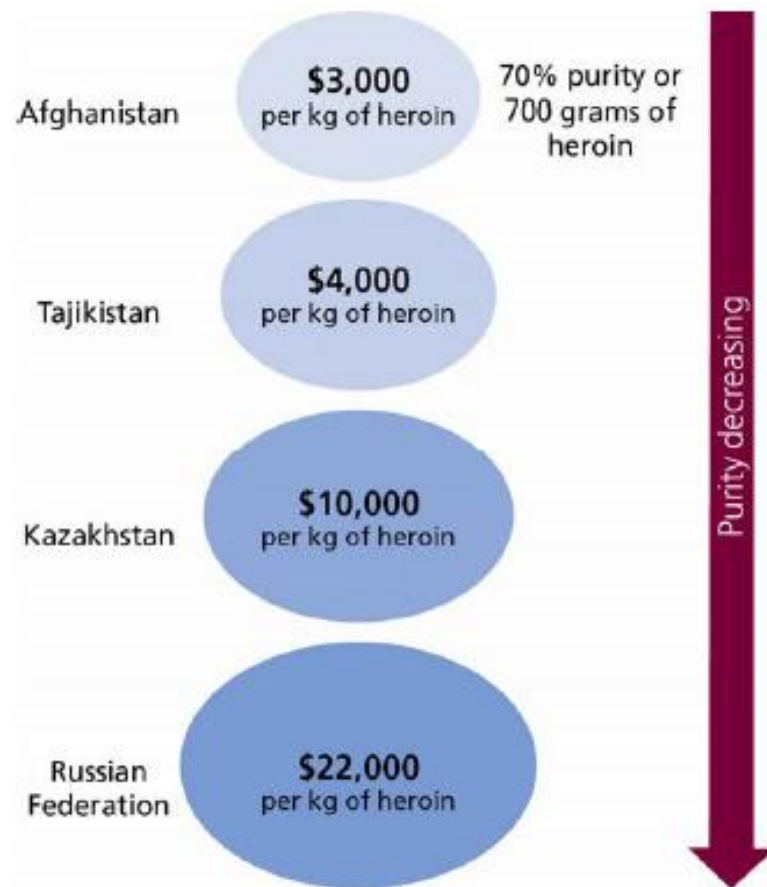 Afghanistan
$3,000
per kg of heroin
70% purity or
700 grams of
heroin
Tajikistan
$4,000
per kg of heroin
Kazakhstan
$10,000
per kg of heroin
Russian
Federation
$22,000
per kg of heroin
Purity decreasing